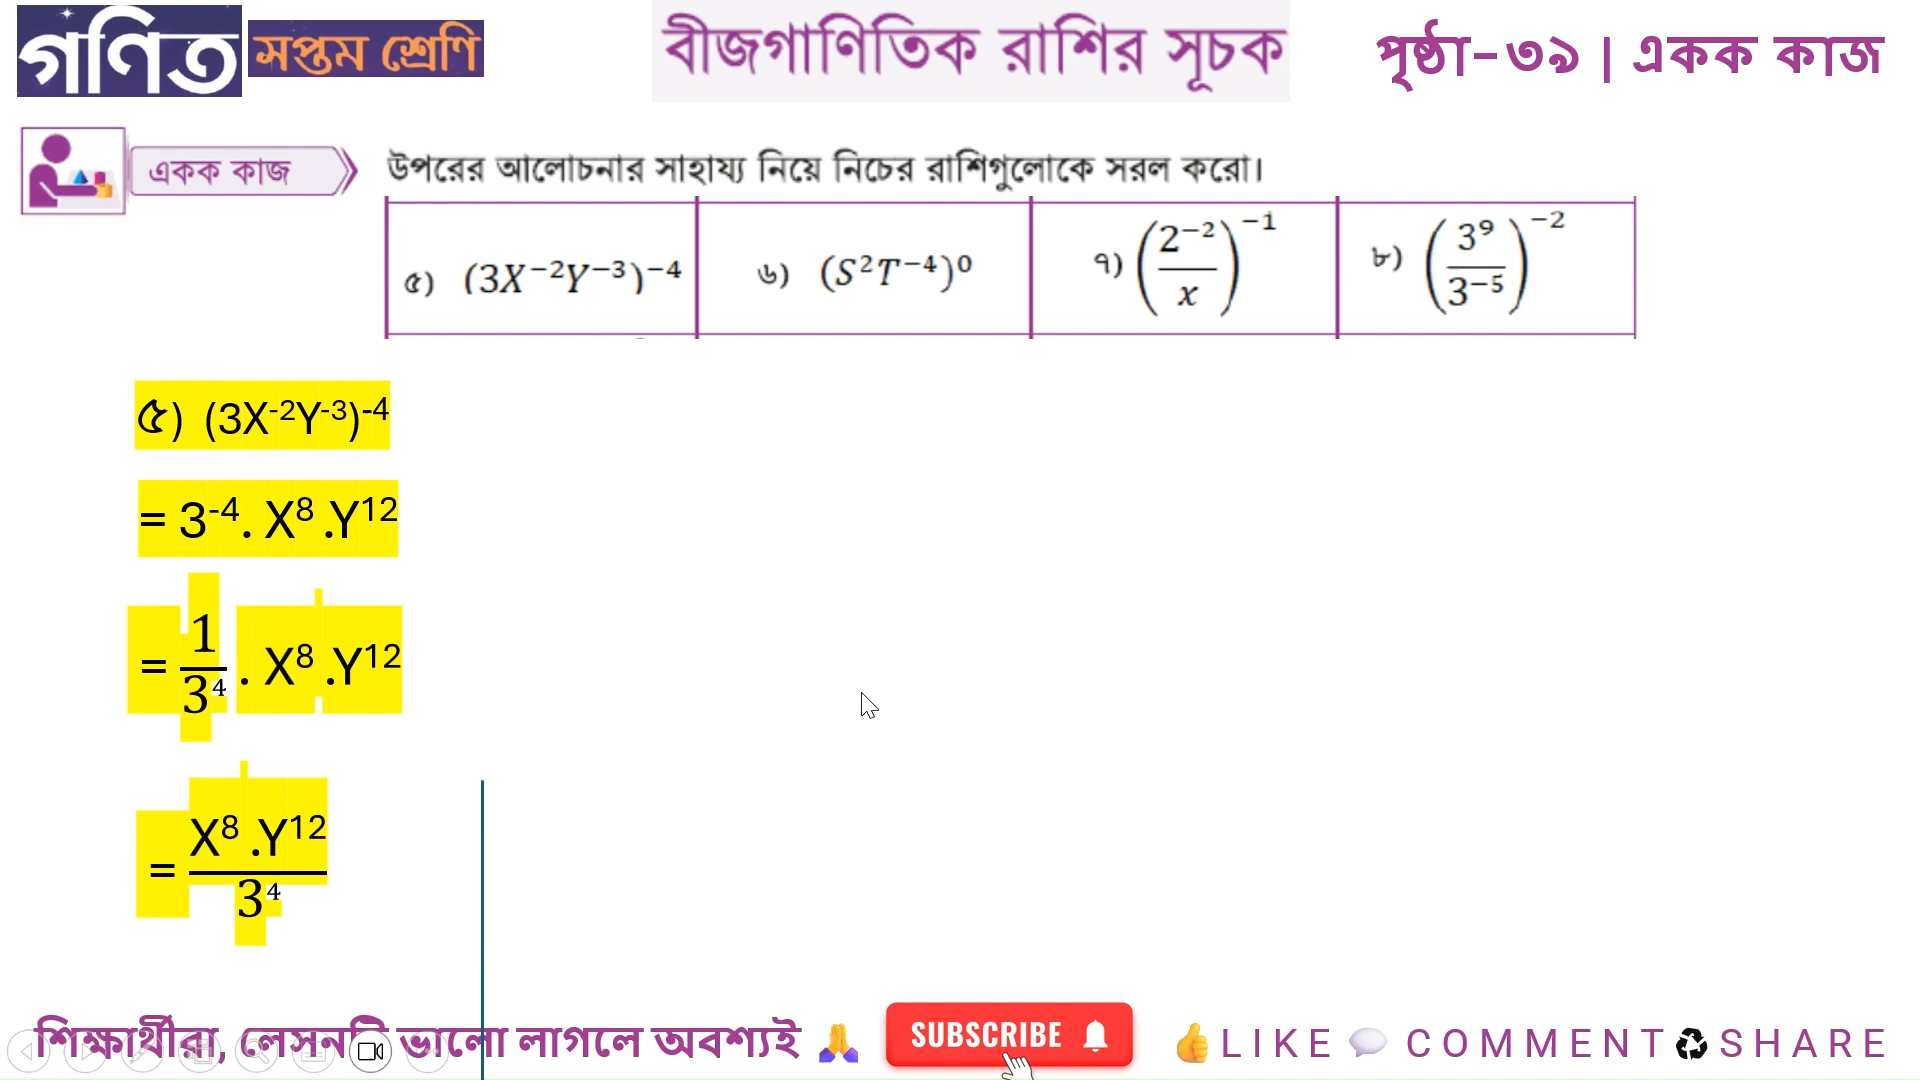 গণিত সপ্তম শ্রেণি
বীজগাণিতিক রাশির সূচক
পৃষ্ঠা-৩৯ | একক কাজ
একক কাজ
উপরের আলোচনার সাহায্য নিয়ে নিচের রাশিগুলোকে সরল করো।
৫) (3X⁻²Y⁻³)⁻⁴ ৬) (S²T⁻⁴)⁰ ৭) (2⁻²/x)⁻¹ ৮) (3⁹/3⁻⁵)⁻²
৫) (3X⁻²Y⁻³)⁻⁴
= 3⁻⁴. X⁸ .Y¹²
= 1/3⁴ . X⁸ .Y¹²
= X⁸ .Y¹²/3⁴
শিক্ষার্থীরা, লেসনটি ভালো লাগলে অবশ্যই 🙏 SUBSCRIBE 👍LIKE 💬 COMMENT ♻ SHARE